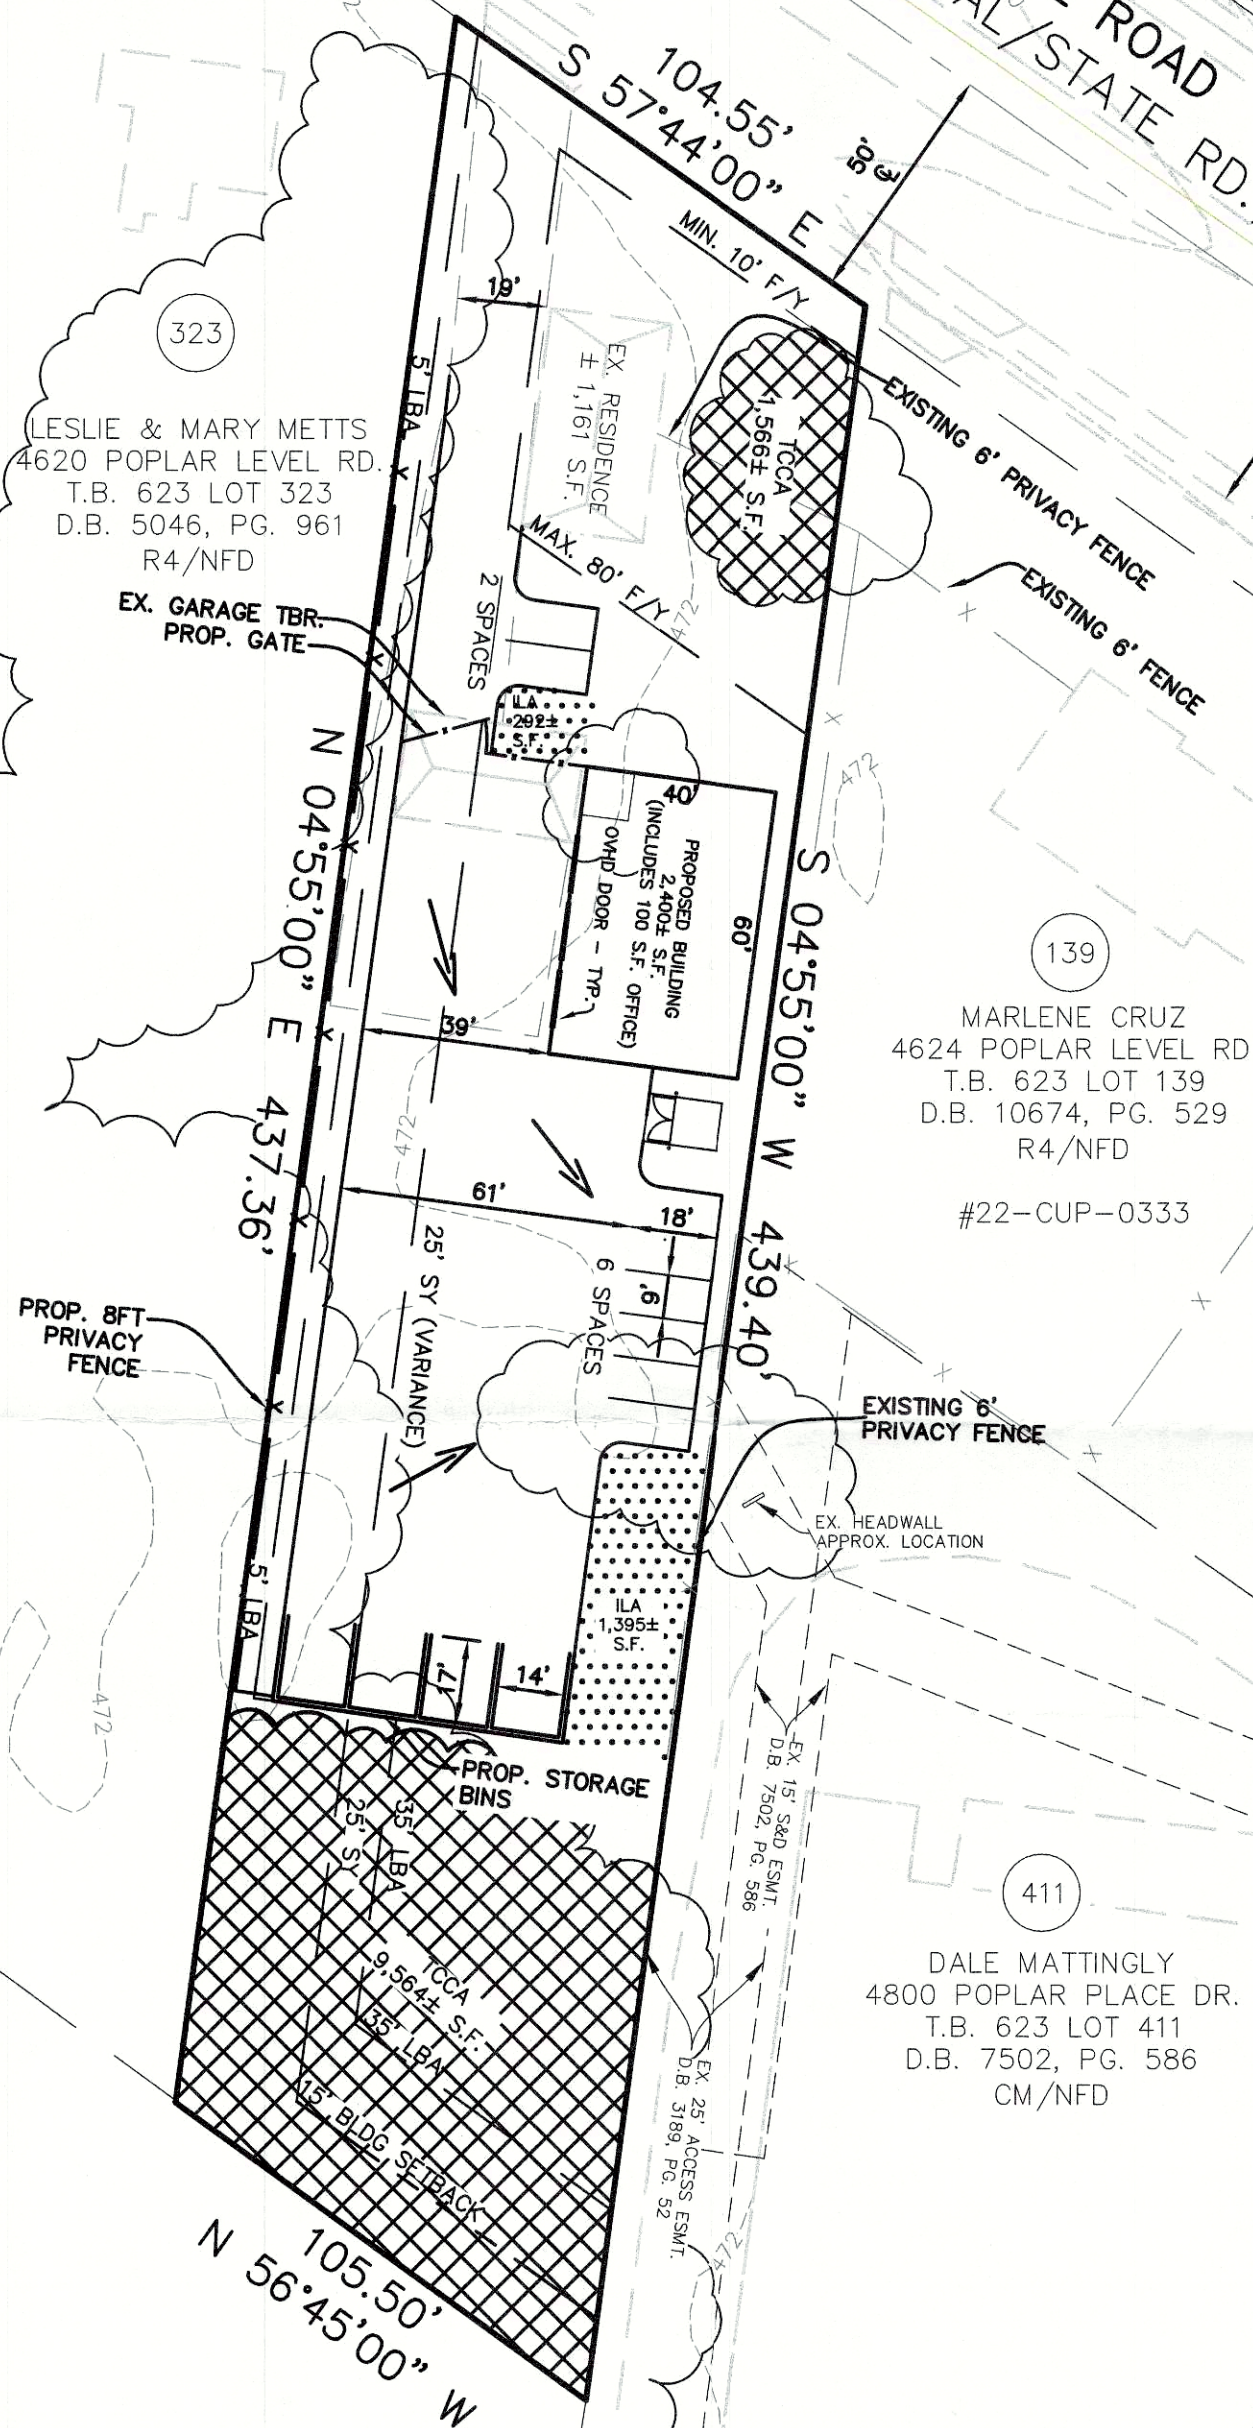 ROAD
AL/STATE RD.
104.55'
S 57°44'00" E
50'
MIN. 10' F/Y
19'
323
LESLIE & MARY METTS
4620 POPLAR LEVEL RD.
T.B. 623 LOT 323
D.B. 5046, PG. 961
R4/NFD
5' LBA
EX. RESIDENCE
± 1,161 S.F.
TCCA
1,566± S.F.
EXISTING 6' PRIVACY FENCE
EXISTING 6' FENCE
MAX. 80' F/Y
472
2 SPACES
EX. GARAGE TBR.
PROP. GATE
ILA
292±
S.F.
472
N 04°55'00" E 437.36'
40'
PROPOSED BUILDING
2,400± S.F.
(INCLUDES 100 S.F. OFFICE)
OVHD DOOR - TYP.
60'
S 04°55'00" W 439.40'
139
MARLENE CRUZ
4624 POPLAR LEVEL RD
T.B. 623 LOT 139
D.B. 10674, PG. 529
R4/NFD
#22-CUP-0333
39'
472
61'
18'
9'
6 SPACES
25' SY (VARIANCE)
PROP. 8FT
PRIVACY
FENCE
EXISTING 6'
PRIVACY FENCE
EX. HEADWALL
APPROX. LOCATION
5' LBA
ILA
1,395±
S.F.
17'
14'
472
PROP. STORAGE
BINS
EX. 15' S&D ESMT.
D.B. 7502, PG. 586
35' LBA
25' SY
411
DALE MATTINGLY
4800 POPLAR PLACE DR.
T.B. 623 LOT 411
D.B. 7502, PG. 586
CM/NFD
TCCA
9,564± S.F.
35' LBA
15' BLDG SETBACK
EX. 25' ACCESS ESMT.
D.B. 3189, PG. 52
472
105.50'
N 56°45'00" W